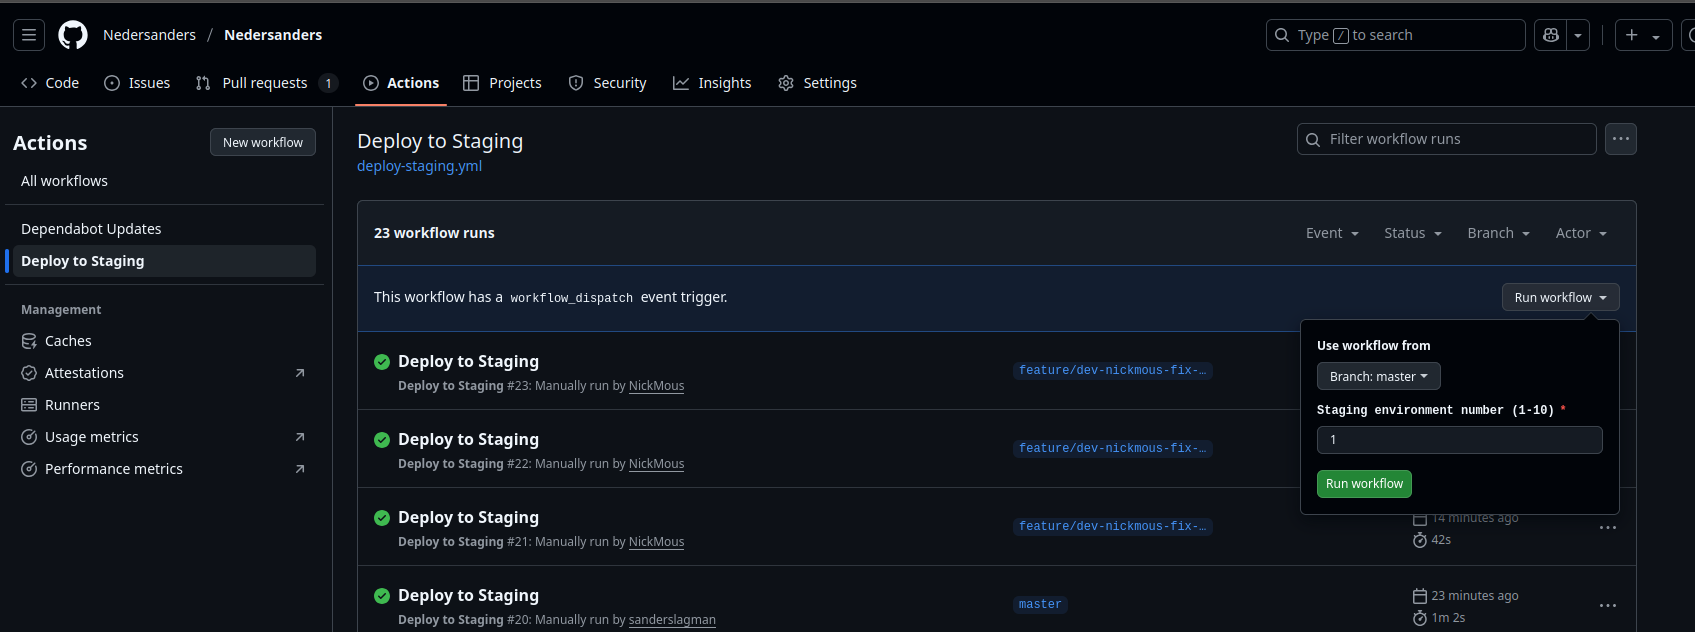 Nedersanders / Nedersanders
Type / to search
Code
Issues
Pull requests 1
Actions
Projects
Security
Insights
Settings
Actions
New workflow
All workflows
Dependabot Updates
Deploy to Staging
Management
Caches
Attestations
Runners
Usage metrics
Performance metrics
Deploy to Staging
deploy-staging.yml
Filter workflow runs
23 workflow runs
Event
Status
Branch
Actor
This workflow has a workflow_dispatch event trigger.
Run workflow
Use workflow from
Branch: master
Staging environment number (1-10) *
1
Run workflow
Deploy to Staging
Deploy to Staging #23: Manually run by NickMous
feature/dev-nickmous-fix-…
Deploy to Staging
Deploy to Staging #22: Manually run by NickMous
feature/dev-nickmous-fix-…
Deploy to Staging
Deploy to Staging #21: Manually run by NickMous
feature/dev-nickmous-fix-…
14 minutes ago
42s
Deploy to Staging
Deploy to Staging #20: Manually run by sanderslagman
master
23 minutes ago
1m 2s